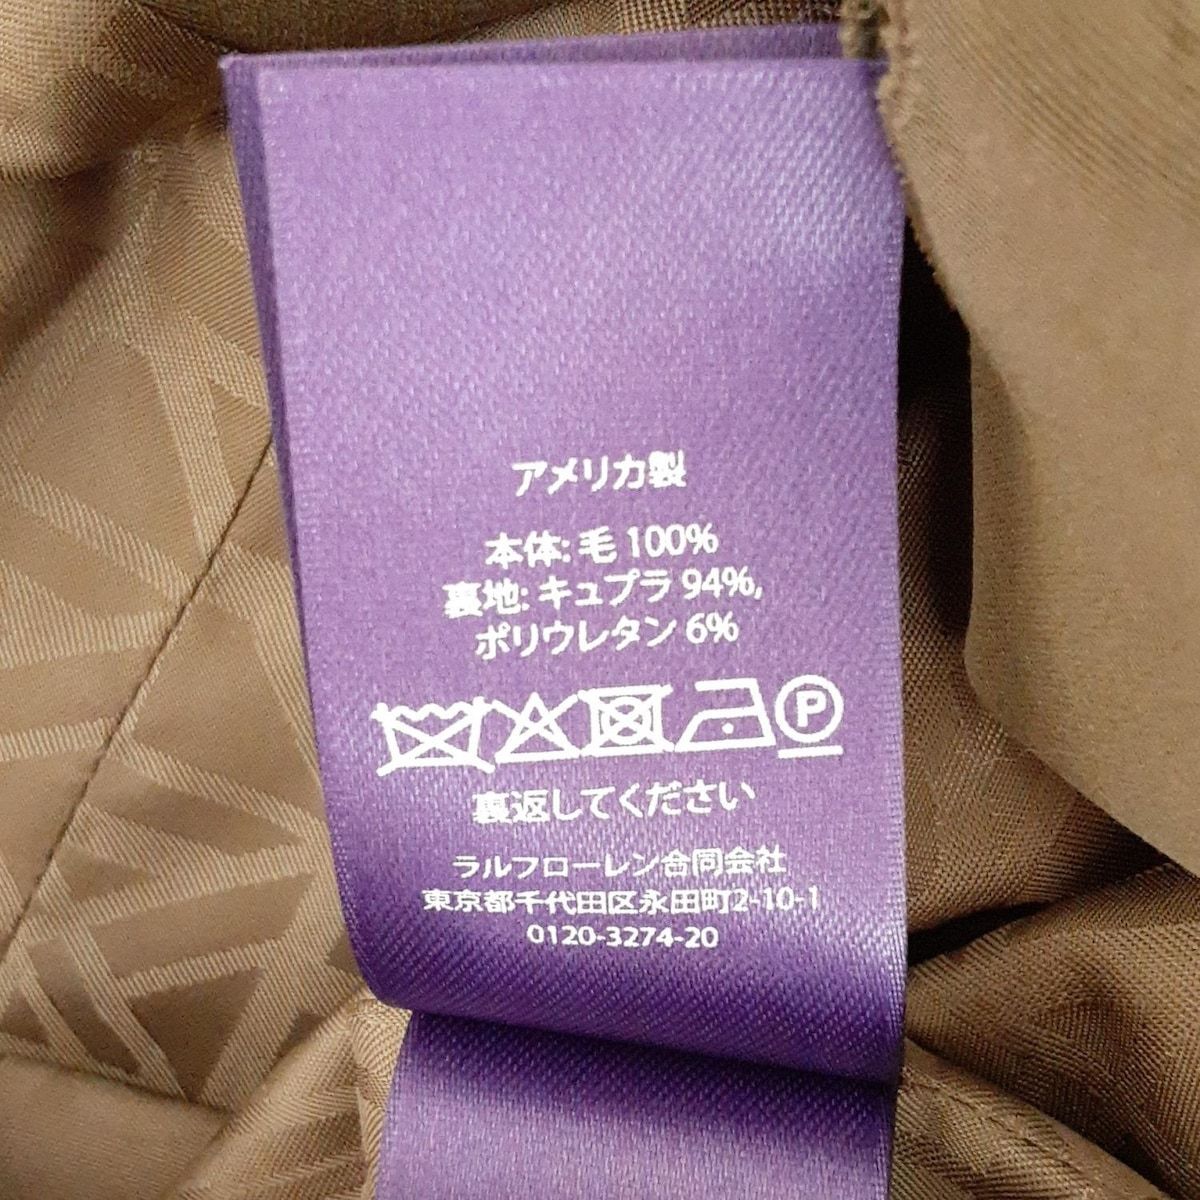 アメリカ製
本体: 毛 100%
裏地: キュプラ 94%,
ポリウレタン 6%
P
裏返してください
ラルフローレン合同会社
東京都千代田区永田町2-10-1
0120-3274-20